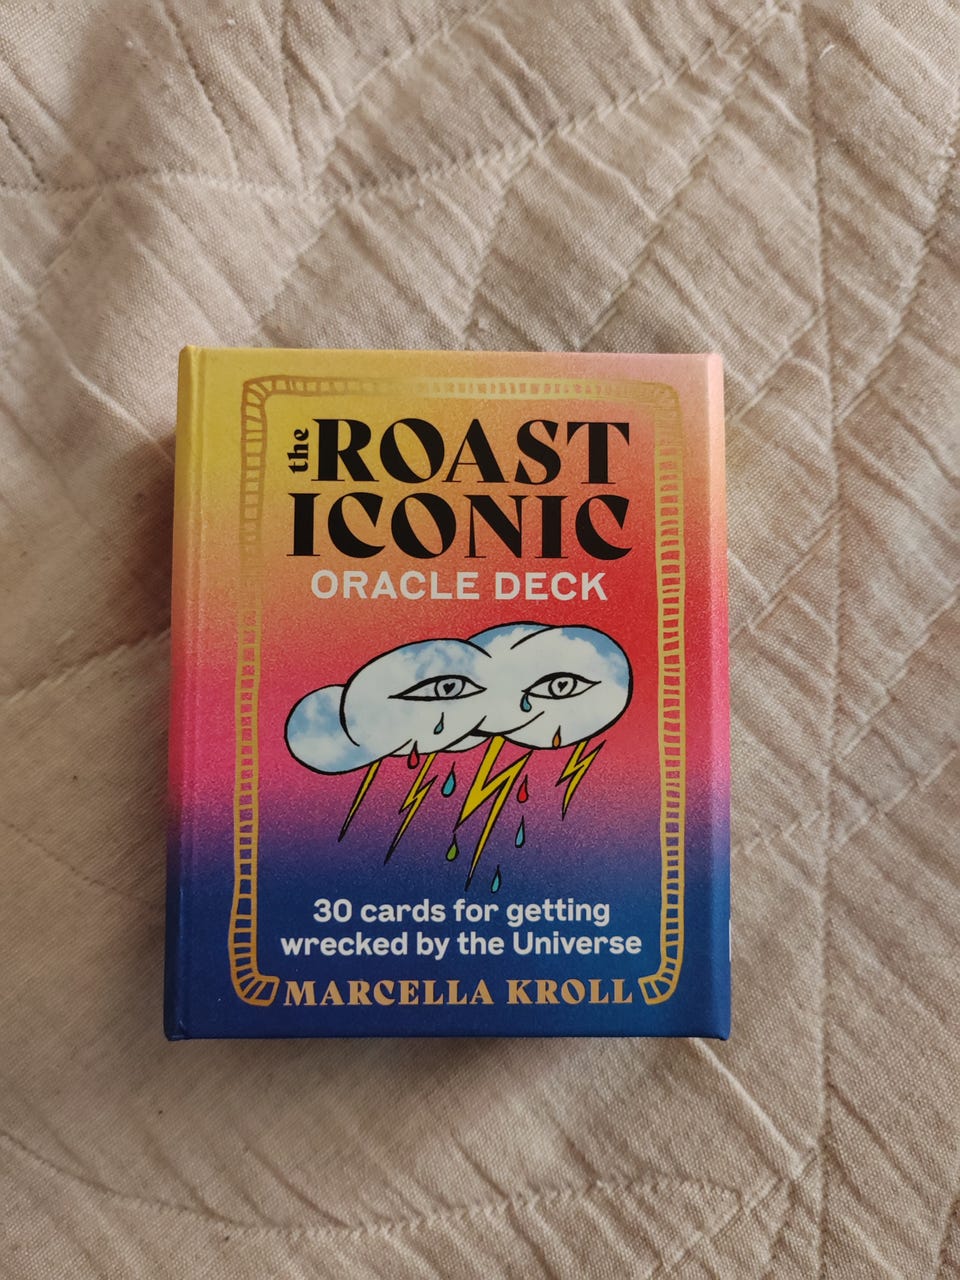 the ROAST
ICONIC
ORACLE DECK
30 cards for getting
wrecked by the Universe
MARCELLA KROLL